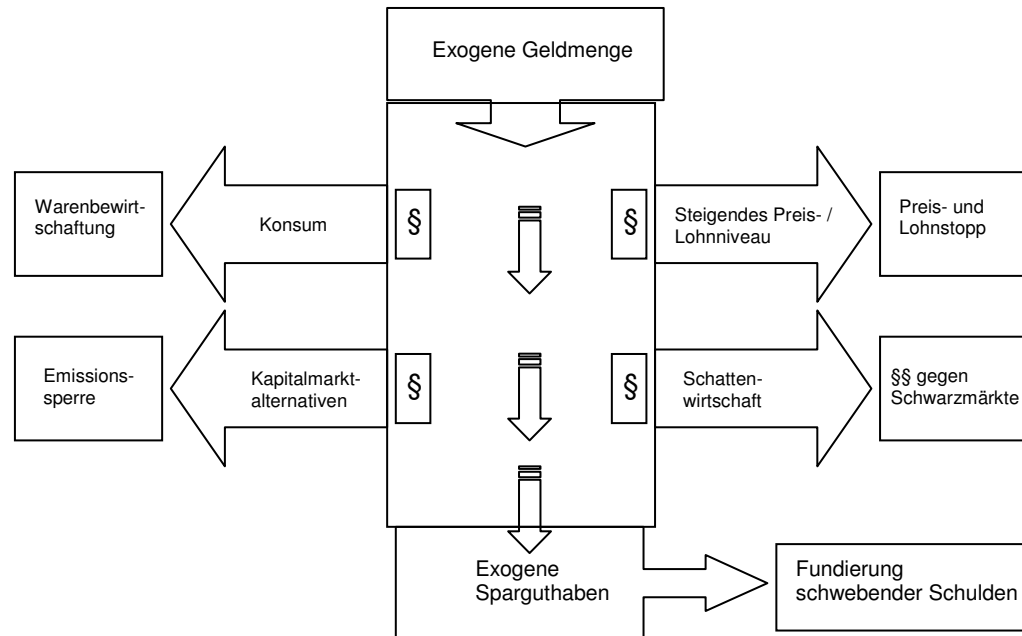 Exogene Geldmenge
Warenbewirt-
schaftung
Konsum
§
§
Steigendes Preis- /
Lohnniveau
Preis- und
Lohnstopp
Emissions-
sperre
Kapitalmarkt-
alternativen
§
§
Schatten-
wirtschaft
§§ gegen
Schwarzmärkte
Exogene
Sparguthaben
Fundierung
schwebender Schulden